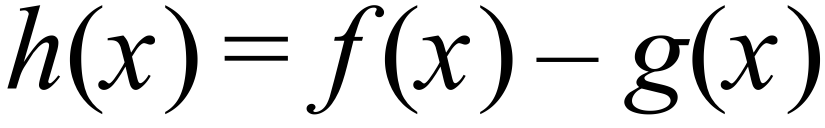 h(x) = f(x) − g(x)